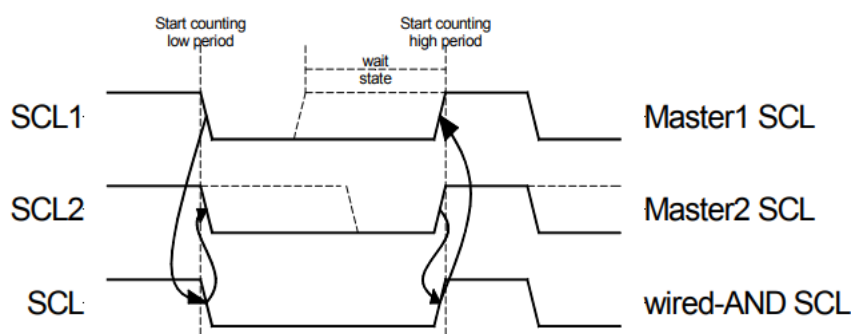 Start counting
low period
Start counting
high period
wait
state
SCL1
Master1 SCL
SCL2
Master2 SCL
SCL
wired-AND SCL